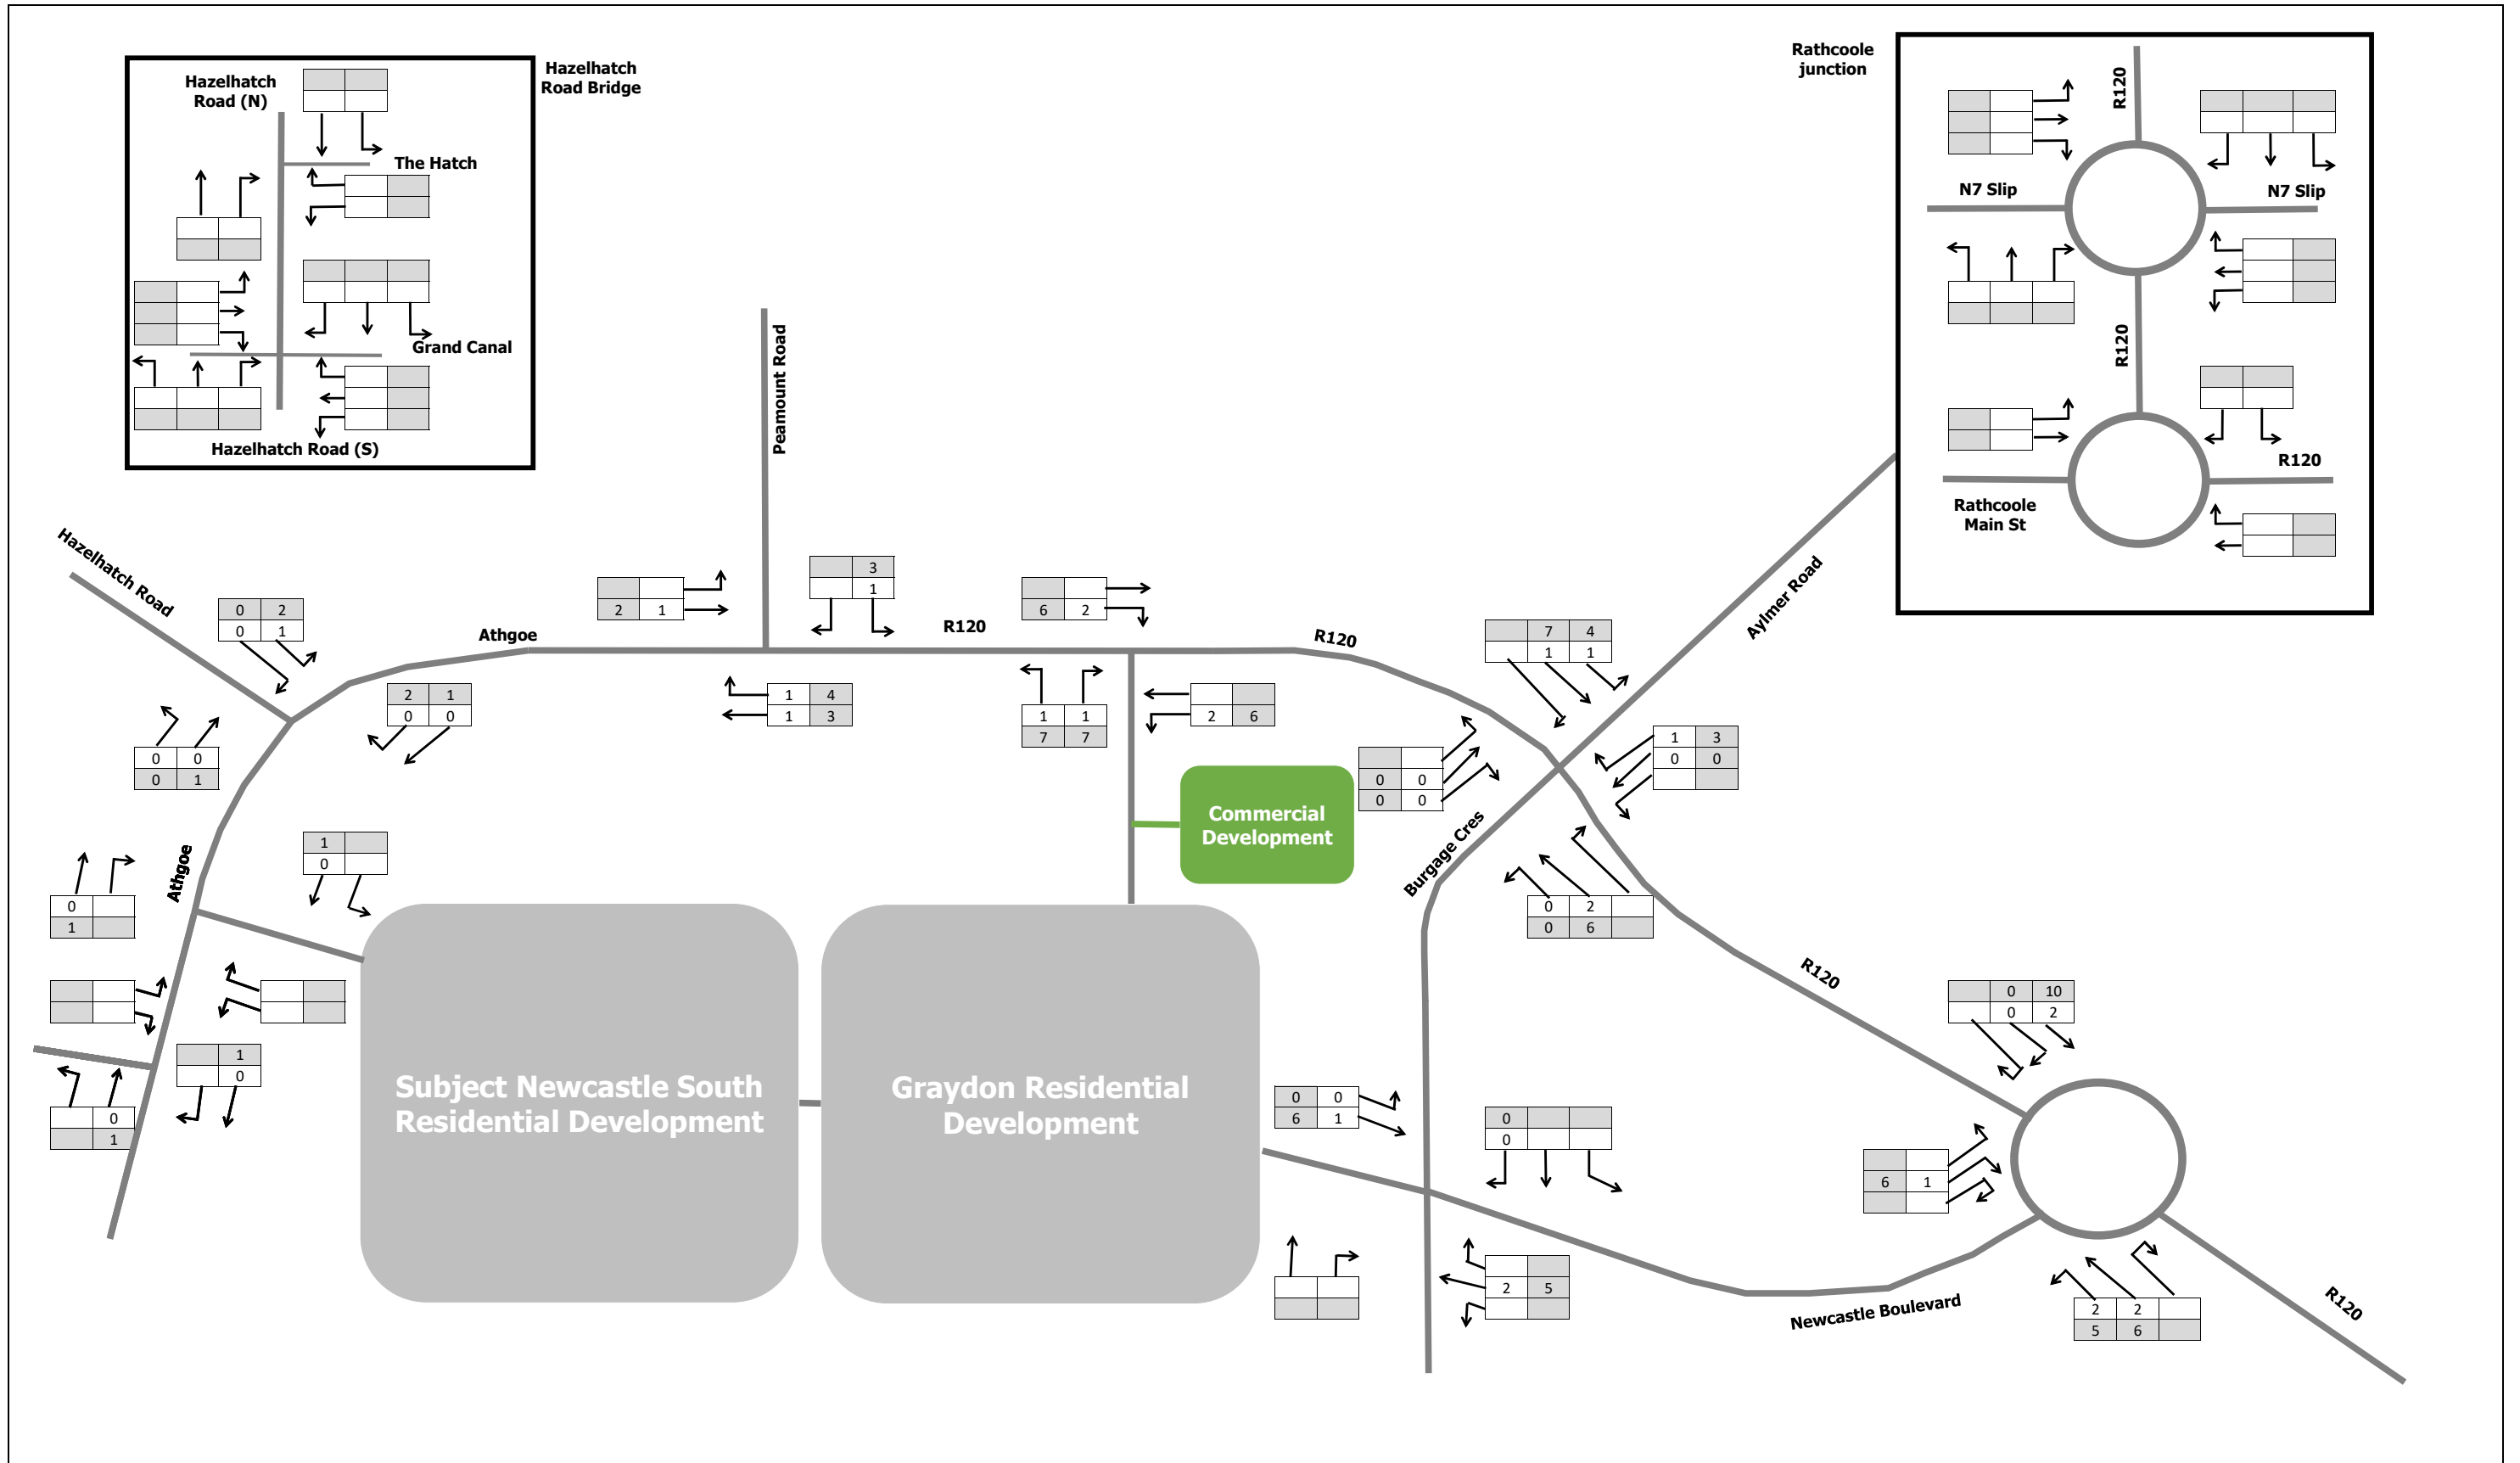 Hazelhatch
Road (N)
The Hatch
Grand Canal
Hazelhatch Road (S)
Hazelhatch
Road Bridge
Rathcoole
junction
R120
N7 Slip
N7 Slip
R120
R120
Rathcoole
Main St
Peamount Road
Hazelhatch Road
0 2
0 1
Athgoe
2 1
3
1
R120
6 2
R120
7 4
1 1
Aylmer Road
2 1
0 0
0 0
0 1
1 4
1 3
1 1
7 7
2 6
0 0
0 0
1 3
0 0
Commercial
Development
Burgage Cres
0 2
0 6
Athgoe
1
0
0
1
1
0
0
1
Subject Newcastle South
Residential Development
Graydon Residential
Development
R120
0 10
0 2
0 0
6 1
0
0
6 1
2 5
Newcastle Boulevard
2 2
5 6
R120